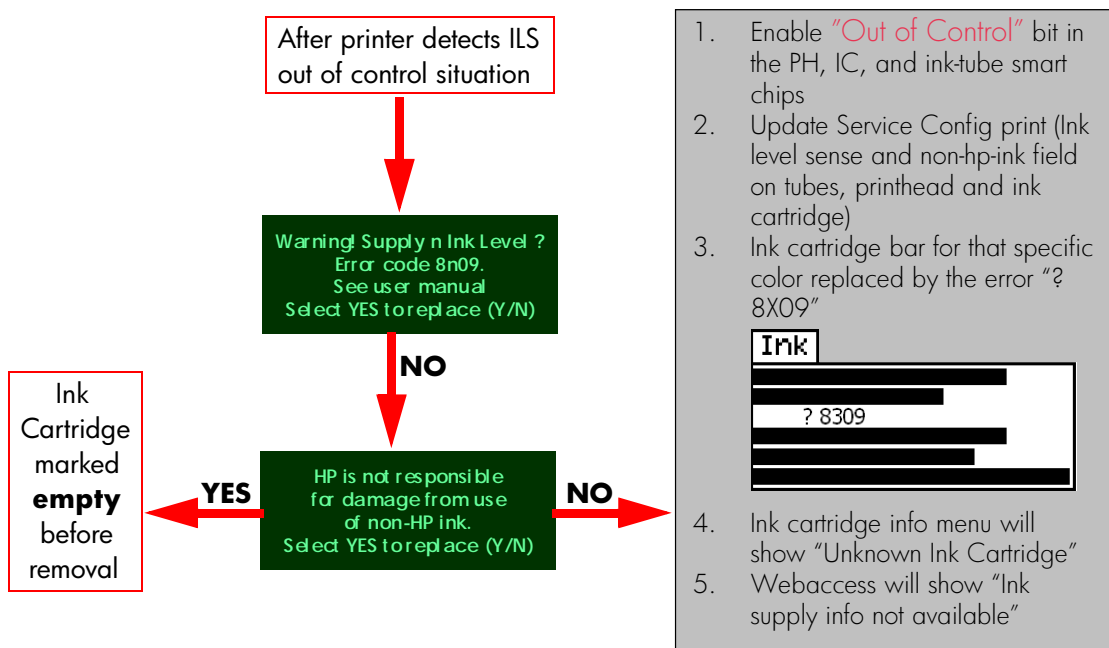 After printer detects ILS
out of control situation
Warning! Supply n Ink Level ?
Error code 8n09.
See user manual
Select YES to replace (Y/N)
NO
Ink
Cartridge
marked
empty
before
removal
YES
HP is not responsible
for damage from use
of non-HP ink.
Select YES to replace (Y/N)
NO
1. Enable "Out of Control" bit in
the PH, IC, and ink-tube smart
chips
2. Update Service Config print (Ink
level sense and non-hp-ink field
on tubes, printhead and ink
cartridge)
3. Ink cartridge bar for that specific
color replaced by the error "?
8X09"
Ink
? 8309
4. Ink cartridge info menu will
show "Unknown Ink Cartridge"
5. Webaccess will show "Ink
supply info not available"